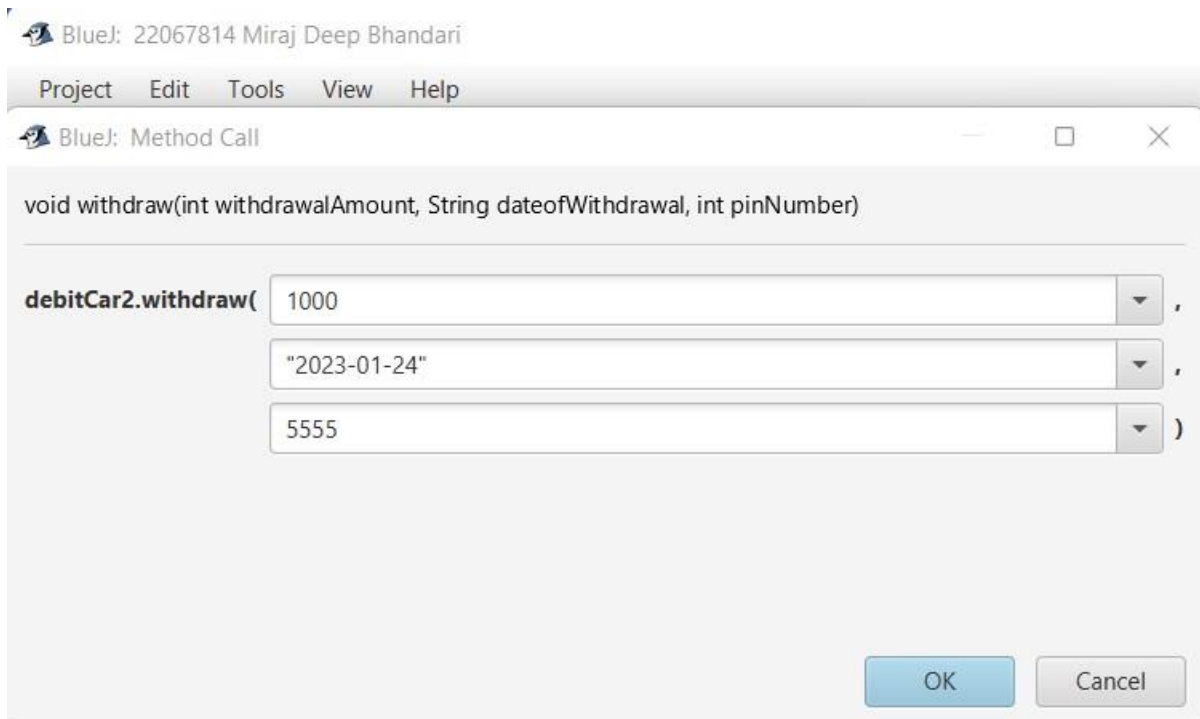 BlueJ: 22067814 Miraj Deep Bhandari
Project Edit Tools View Help
BlueJ: Method Call
void withdraw(int withdrawalAmount, String dateofWithdrawal, int pinNumber)
debitCar2.withdraw( 1000 ,
"2023-01-24" ,
5555 )
OK Cancel